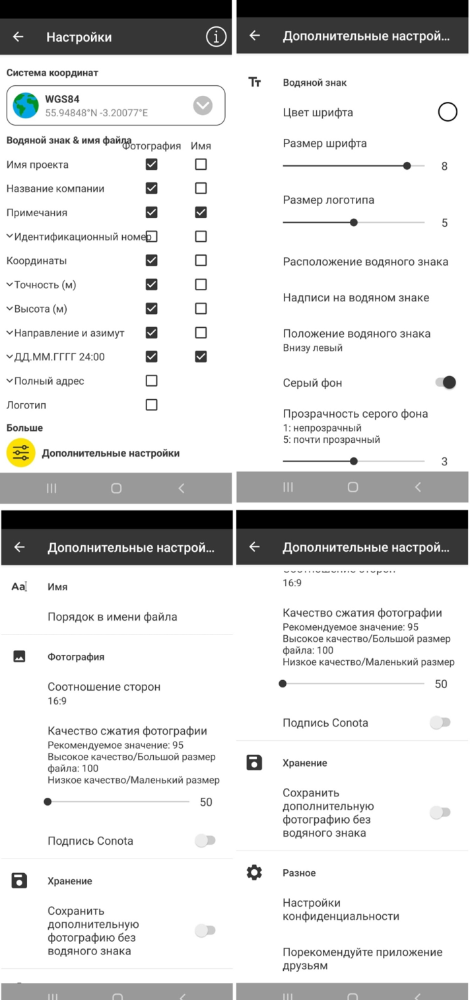 Настройки
Система координат
WGS84
55.94848°N -3.20077°E
Водяной знак & имя файла
Фотография Имя
Имя проекта
Название компании
Примечания
Идентификационный номер
Координаты
Точность (м)
Высота (м)
Направление и азимут
ДД.ММ.ГГГГ 24:00
Полный адрес
Логотип
Больше
Дополнительные настройки
Дополнительные настрой...
Водяной знак
Цвет шрифта
Размер шрифта
8
Размер логотипа
5
Расположение водяного знака
Надписи на водяном знаке
Положение водяного знака
Внизу левый
Серый фон
Прозрачность серого фона
1: непрозрачный
5: почти прозрачный
3
Дополнительные настрой...
Имя
Порядок в имени файла
Фотография
Соотношение сторон
16:9
Качество сжатия фотографии
Рекомендуемое значение: 95
Высокое качество/Большой размер
файла: 100
Низкое качество/Маленький размер
50
Подпись Conota
Хранение
Сохранить
дополнительную
фотографию без
водяного знака
Дополнительные настрой...
Соотношение сторон
16:9
Качество сжатия фотографии
Рекомендуемое значение: 95
Высокое качество/Большой размер
файла: 100
Низкое качество/Маленький размер
50
Подпись Conota
Хранение
Сохранить
дополнительную
фотографию без
водяного знака
Разное
Настройки
конфиденциальности
Порекомендуйте приложение
друзьям